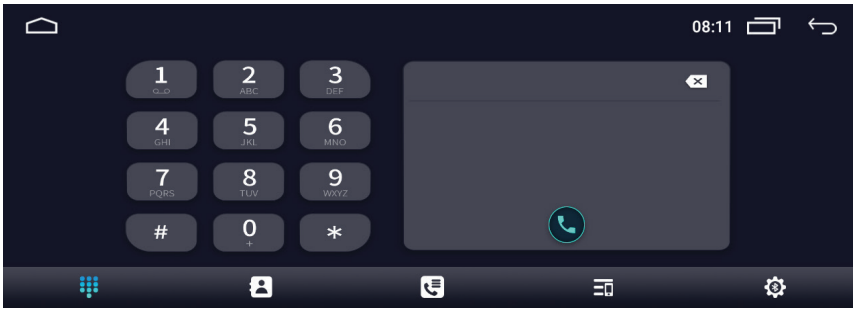 08:11
1 2 3
ABC DEF
4 5 6
GHI JKL MNO
7 8 9
PQRS TUV WXYZ
# 0 *
+